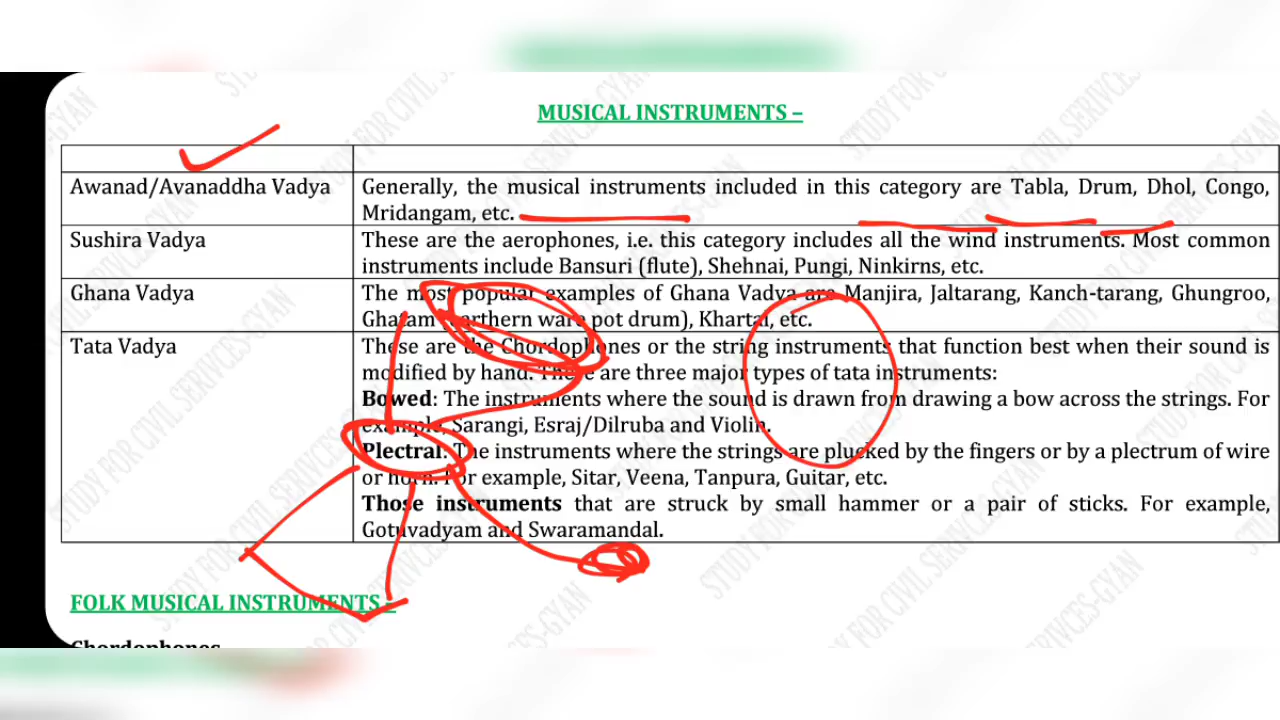 MUSICAL INSTRUMENTS –
Awanad/Avanaddha Vadya
Generally, the musical instruments included in this category are Tabla, Drum, Dhol, Congo,
Mridangam, etc.
Sushira Vadya
These are the aerophones, i.e. this category includes all the wind instruments. Most common
instruments include Bansuri (flute), Shehnai, Pungi, Ninkirns, etc.
Ghana Vadya
The most popular examples of Ghana Vadya are Manjira, Jaltarang, Kanch-tarang, Ghungroo,
Ghatam (earthern ware pot drum), Khartal, etc.
Tata Vadya
These are the Chordophones or the string instruments that function best when their sound is
modified by hand. There are three major types of tata instruments:
Bowed: The instruments where the sound is drawn from drawing a bow across the strings. For
example, Sarangi, Esraj/Dilruba and Violin.
Plectral: The instruments where the strings are plucked by the fingers or by a plectrum of wire
or horn. For example, Sitar, Veena, Tanpura, Guitar, etc.
Those instruments that are struck by small hammer or a pair of sticks. For example,
Gotuvadyam and Swaramandal.
FOLK MUSICAL INSTRUMENTS –
Chordophones
STUDY FOR CIVIL SERIVCES-GYAN